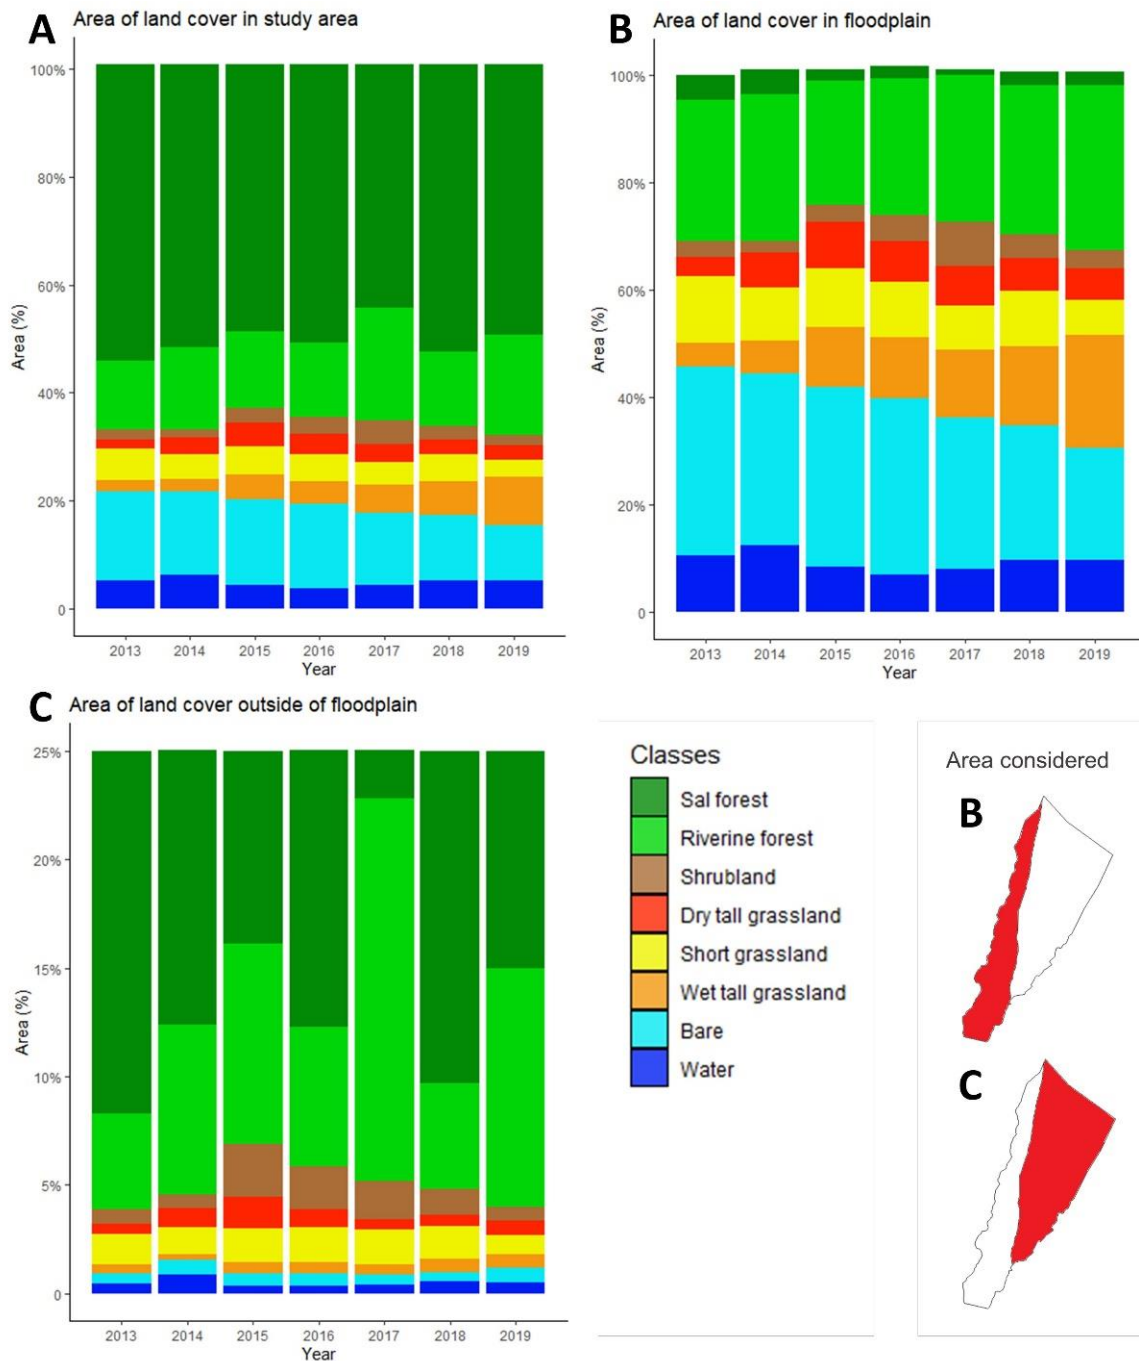 A
Area of land cover in study area
100%
80%
60%
40%
20%
0
Area (%)
2013 2014 2015 2016 2017 2018 2019
Year
B
Area of land cover in floodplain
100%
80%
60%
40%
20%
0
Area (%)
2013 2014 2015 2016 2017 2018 2019
Year
C
Area of land cover outside of floodplain
25%
20%
15%
10%
5%
0
Area (%)
2013 2014 2015 2016 2017 2018 2019
Year
Classes
Sal forest
Riverine forest
Shrubland
Dry tall grassland
Short grassland
Wet tall grassland
Bare
Water
Area considered
B
C